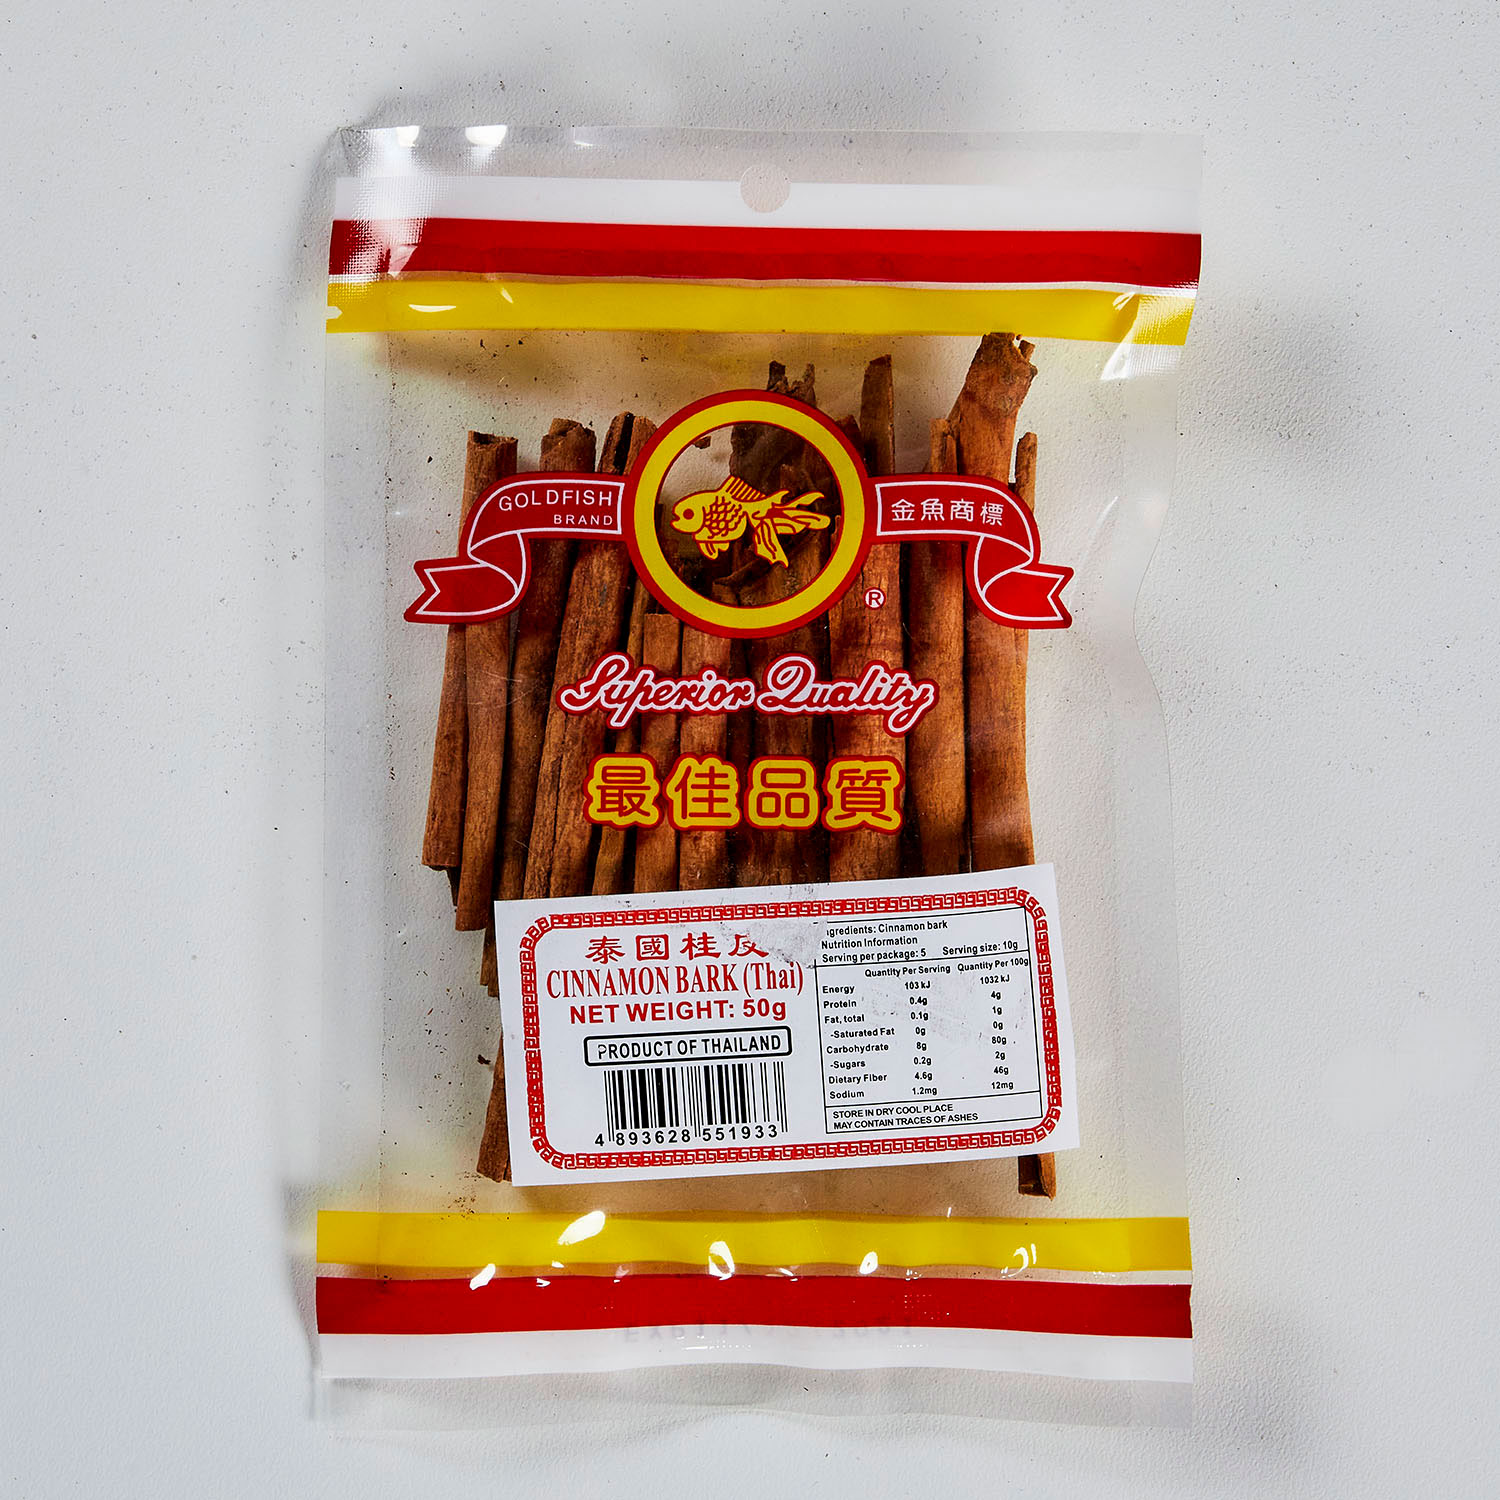 GOLDFISH
BRAND
金魚商標
®
Superior Quality
最佳品質
泰國桂皮
CINNAMON BARK (Thai)
NET WEIGHT: 50g
PRODUCT OF THAILAND
4 893628 551933
ngredients: Cinnamon bark
Nutrition Information
Serving per package: 5 Serving size: 10g
Quantity Per Serving Quantity Per 100g
Energy 103 kJ 1032 kJ
Protein 0.4g 4g
Fat, total 0.1g 1g
-Saturated Fat 0g 0g
Carbohydrate 8g 80g
-Sugars 0.2g 2g
Dietary Fiber 4.6g 46g
Sodium 1.2mg 12mg
STORE IN DRY COOL PLACE
MAY CONTAIN TRACES OF ASHES